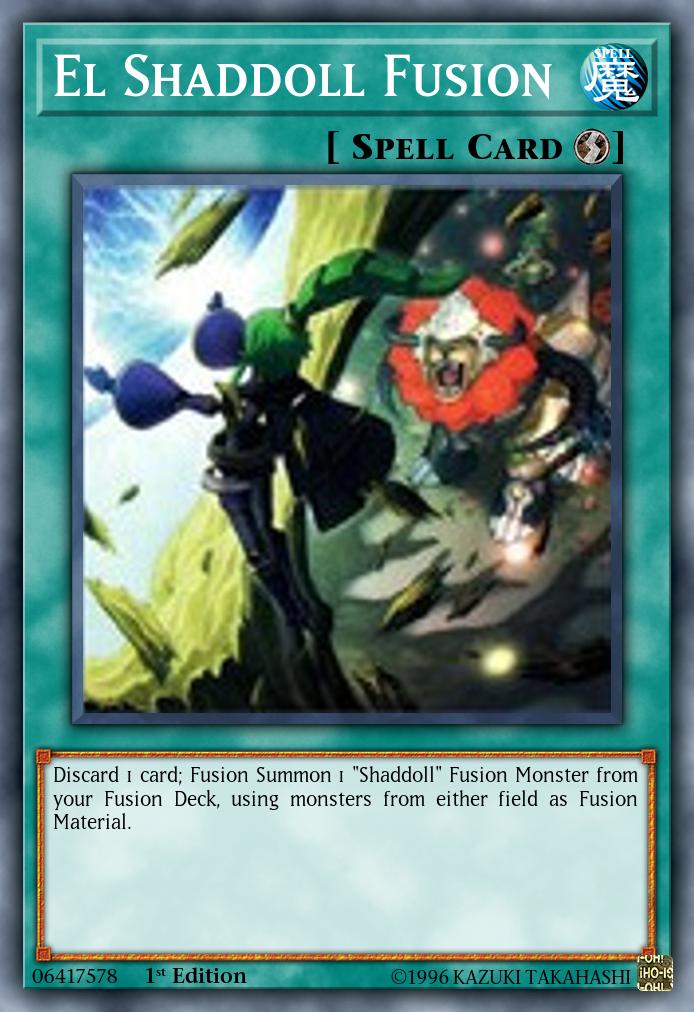 El Shaddoll Fusion
SPELL
魔
[ Spell Card ]
Discard 1 card; Fusion Summon 1 "Shaddoll" Fusion Monster from
your Fusion Deck, using monsters from either field as Fusion
Material.
06417578 1st Edition ©1996 KAZUKI TAKAHASHI